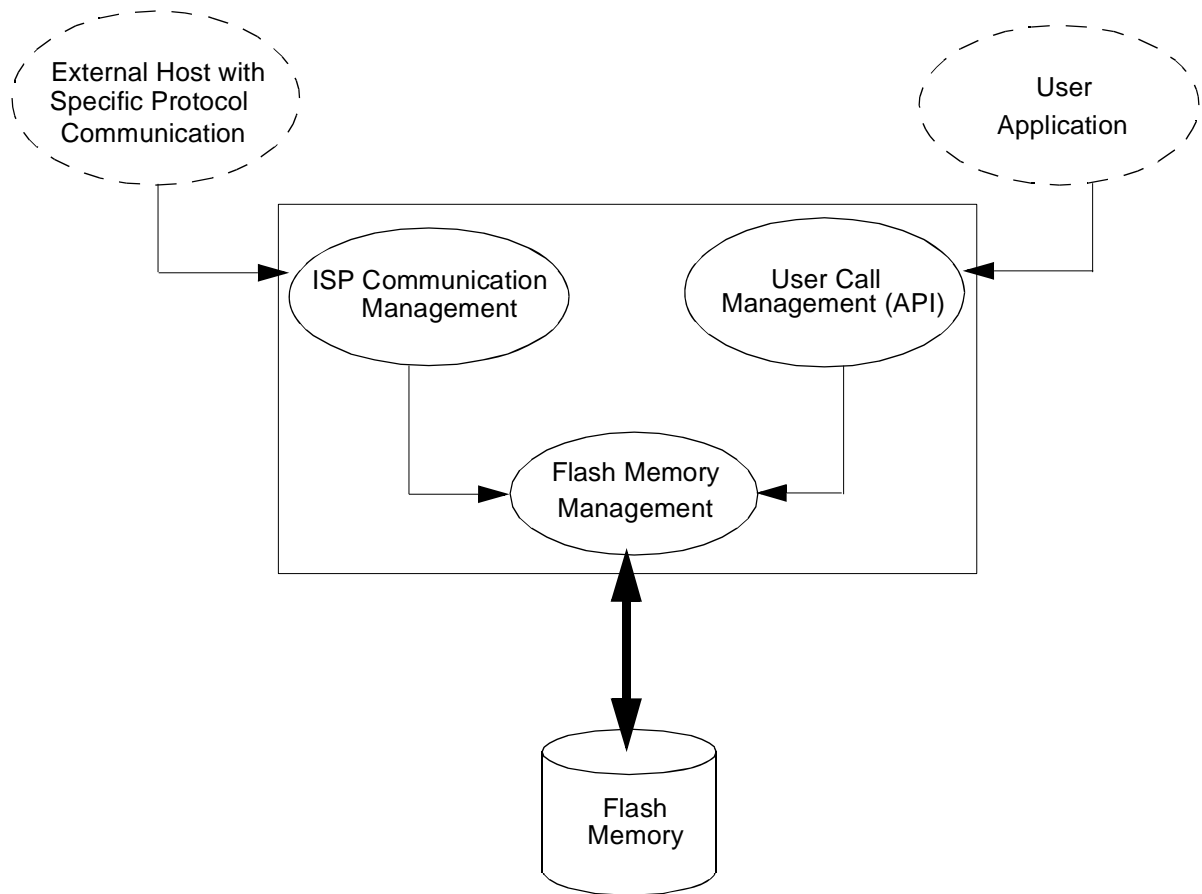 External Host with
Specific Protocol
Communication
User
Application
ISP Communication
Management
User Call
Management (API)
Flash Memory
Management
Flash
Memory